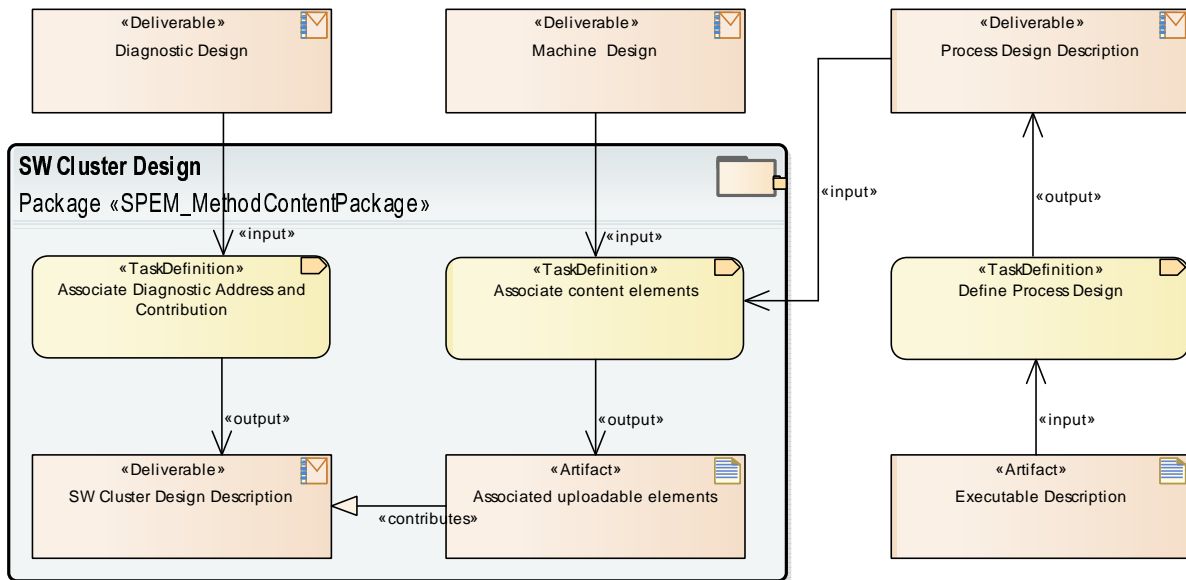 «Deliverable»
Diagnostic Design
«Deliverable»
Machine  Design
«Deliverable»
Process Design Description
SW Cluster Design
Package «SPEM_MethodContentPackage»
«input»
«output»
«input»
«input»
«TaskDefinition»
Associate Diagnostic Address and
Contribution
«TaskDefinition»
Associate content elements
«TaskDefinition»
Define Process Design
«output»
«output»
«input»
«Deliverable»
SW Cluster Design Description
«contributes»
«Artifact»
Associated uploadable elements
«Artifact»
Executable Description